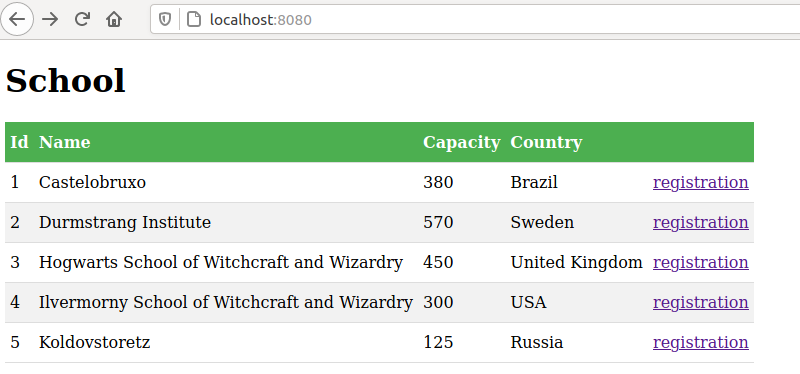 localhost:8080
School
Id Name Capacity Country
1 Castelobruxo 380 Brazil registration
2 Durmstrang Institute 570 Sweden registration
3 Hogwarts School of Witchcraft and Wizardry 450 United Kingdom registration
4 Ilvermorny School of Witchcraft and Wizardry 300 USA registration
5 Koldovstoretz 125 Russia registration